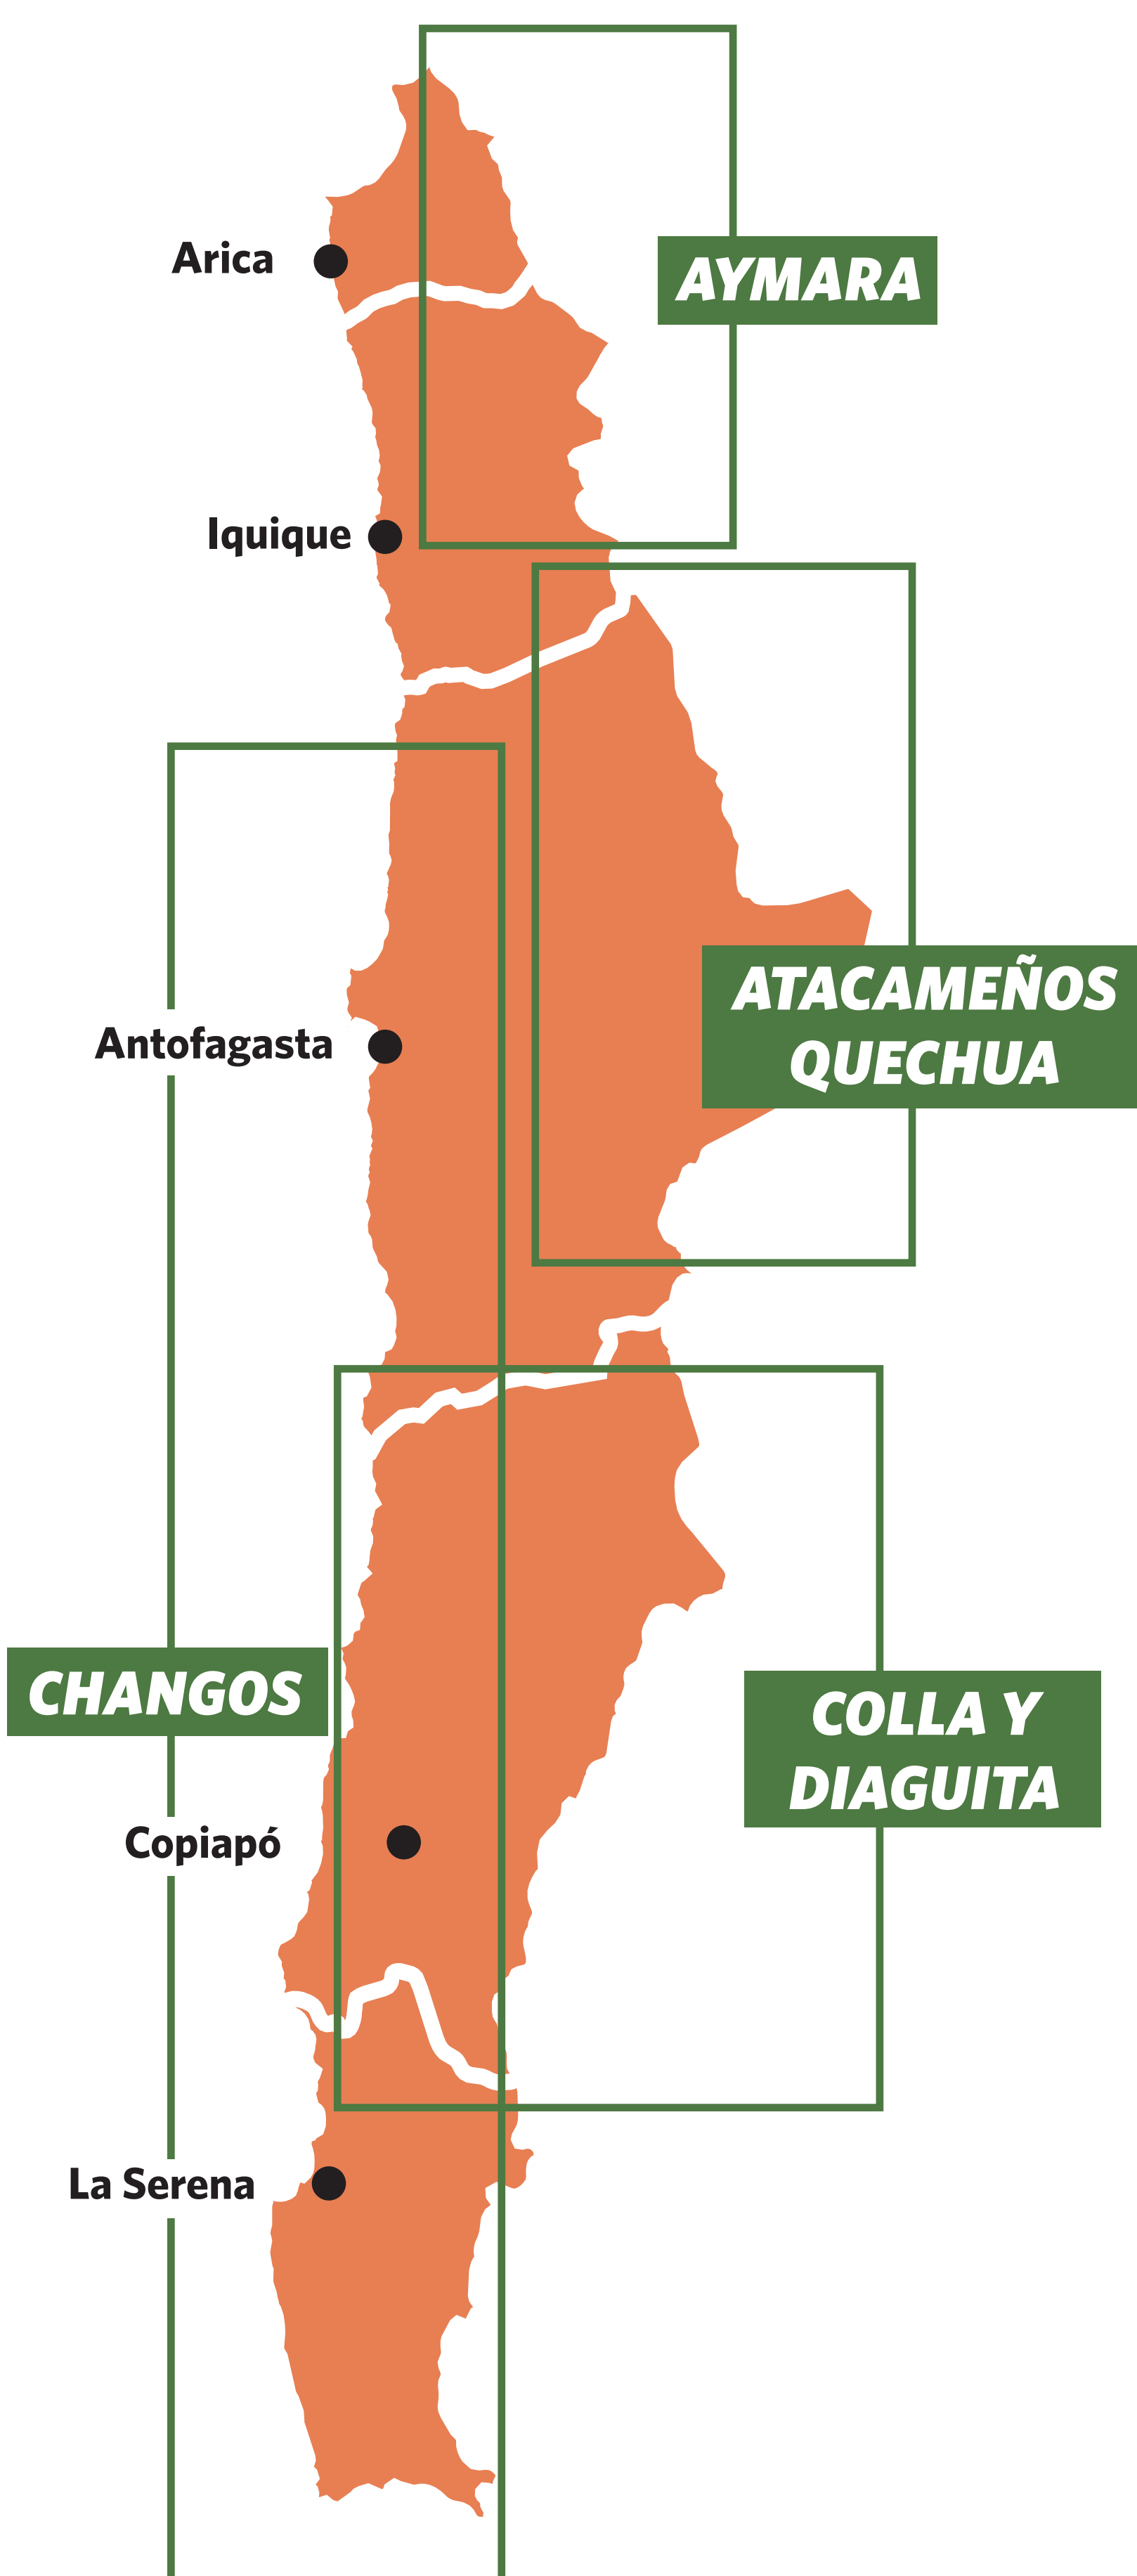 Arica
AYMARA
Iquique
ATACAMEÑOS
QUECHUA
Antofagasta
CHANGOS
COLLA Y
DIAGUITA
Copiapó
La Serena